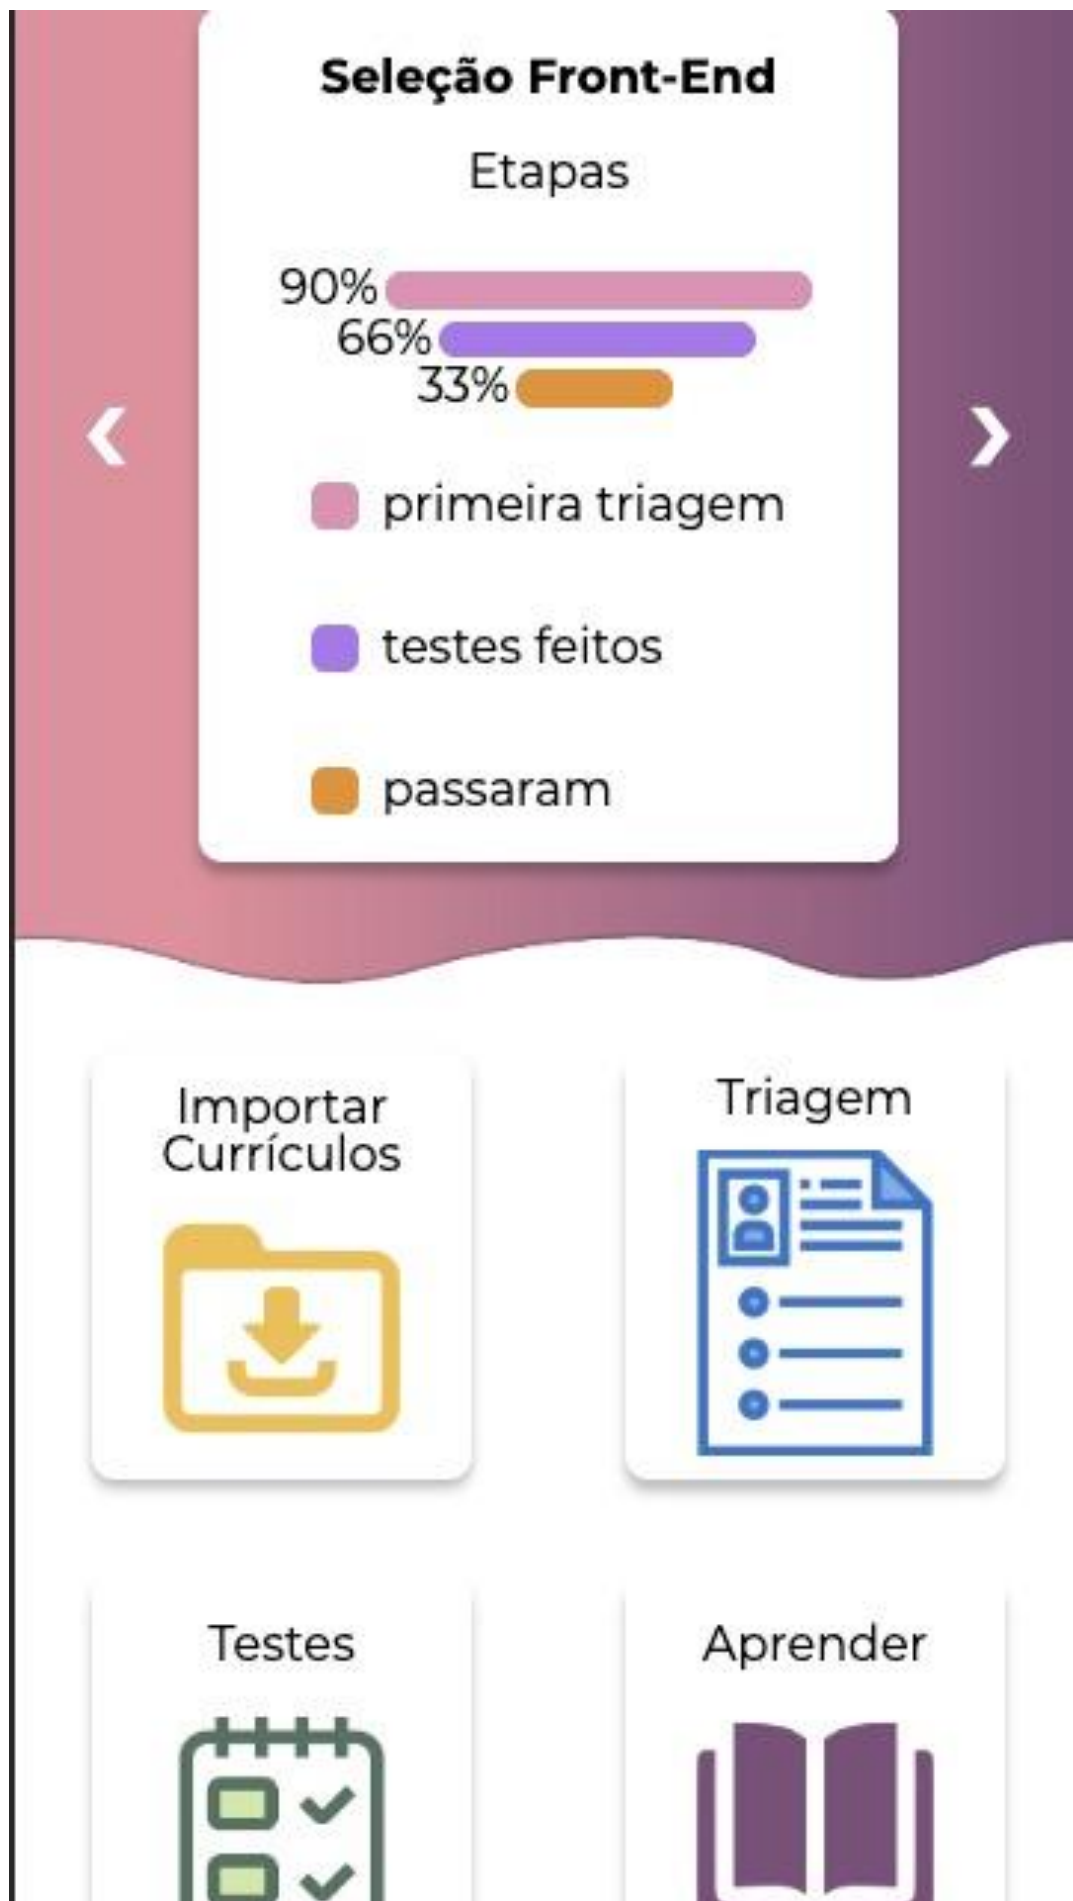 Seleção Front-End
Etapas
90%
66%
33%
primeira triagem
testes feitos
passaram
Importar
Currículos
Triagem
Testes
Aprender